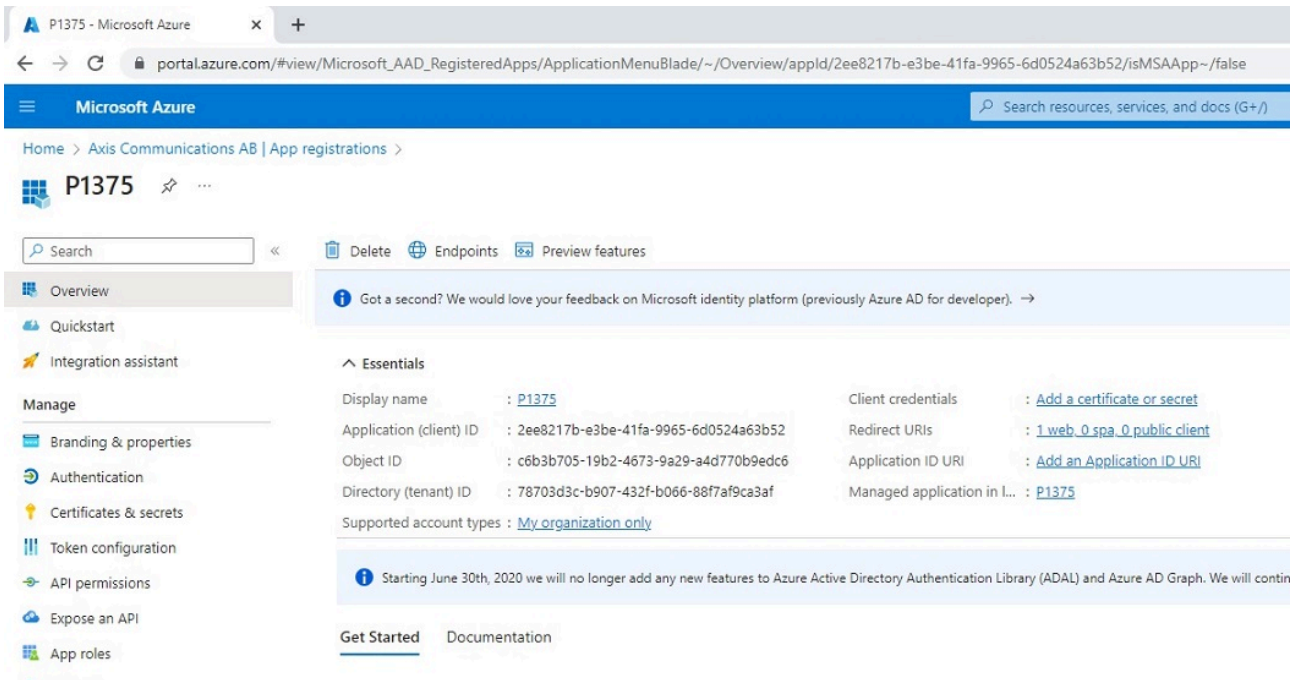 P1375 - Microsoft Azure
portal.azure.com/#view/Microsoft_AAD_RegisteredApps/ApplicationMenuBlade/~/Overview/appId/2ee8217b-e3be-41fa-9965-6d0524a63b52/isMSAApp~/false
Microsoft Azure
Search resources, services, and docs (G+/)
Home > Axis Communications AB | App registrations >
P1375
Search
Delete
Endpoints
Preview features
Overview
Got a second? We would love your feedback on Microsoft identity platform (previously Azure AD for developer). →
Quickstart
Integration assistant
Essentials
Manage
Display name : P1375
Client credentials : Add a certificate or secret
Application (client) ID : 2ee8217b-e3be-41fa-9965-6d0524a63b52
Redirect URIs : 1 web, 0 spa, 0 public client
Object ID : c6b3b705-19b2-4673-9a29-a4d770b9edc6
Application ID URI : Add an Application ID URI
Directory (tenant) ID : 78703d3c-b907-432f-b066-88f7af9ca3af
Managed application in l... : P1375
Supported account types : My organization only
Branding & properties
Authentication
Certificates & secrets
Token configuration
API permissions
Expose an API
App roles
Starting June 30th, 2020 we will no longer add any new features to Azure Active Directory Authentication Library (ADAL) and Azure AD Graph. We will contin
Get Started
Documentation